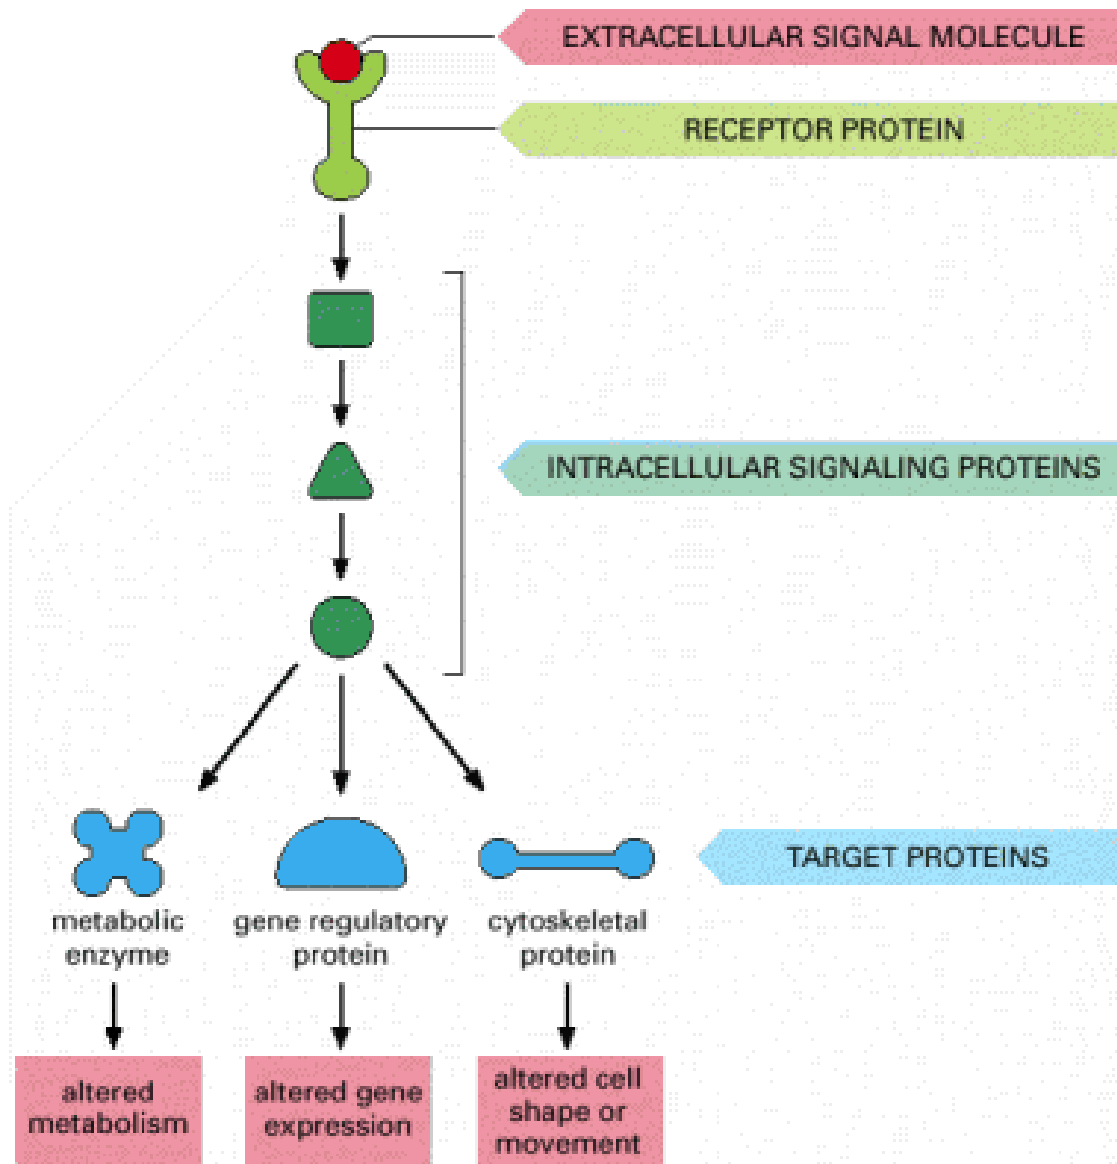 EXTRACELLULAR SIGNAL MOLECULE
RECEPTOR PROTEIN
INTRACELLULAR SIGNALING PROTEINS
TARGET PROTEINS
metabolic
enzyme
gene regulatory
protein
cytoskeletal
protein
altered
metabolism
altered gene
expression
altered cell
shape or
movement